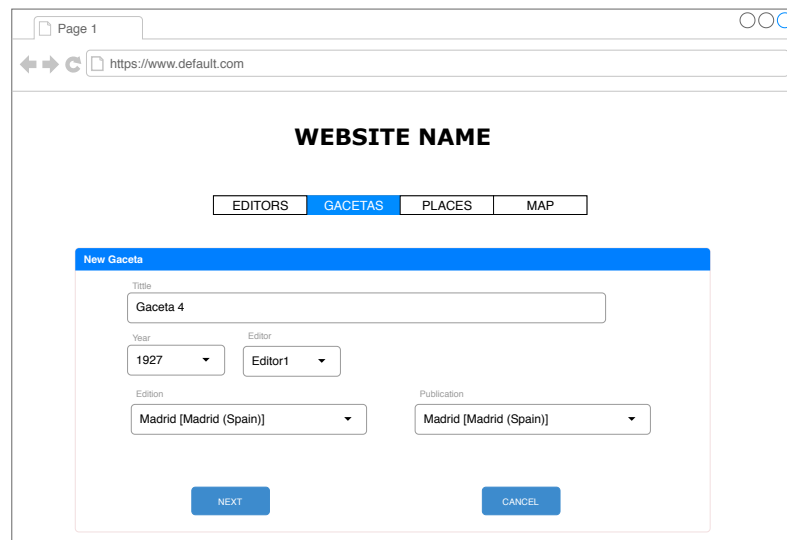 Page 1
https://www.default.com
WEBSITE NAME
EDITORS GACETAS PLACES MAP
New Gaceta
Tittle
Gaceta 4
Year Editor
1927 Editor1
Edition Publication
Madrid [Madrid (Spain)] Madrid [Madrid (Spain)]
NEXT CANCEL